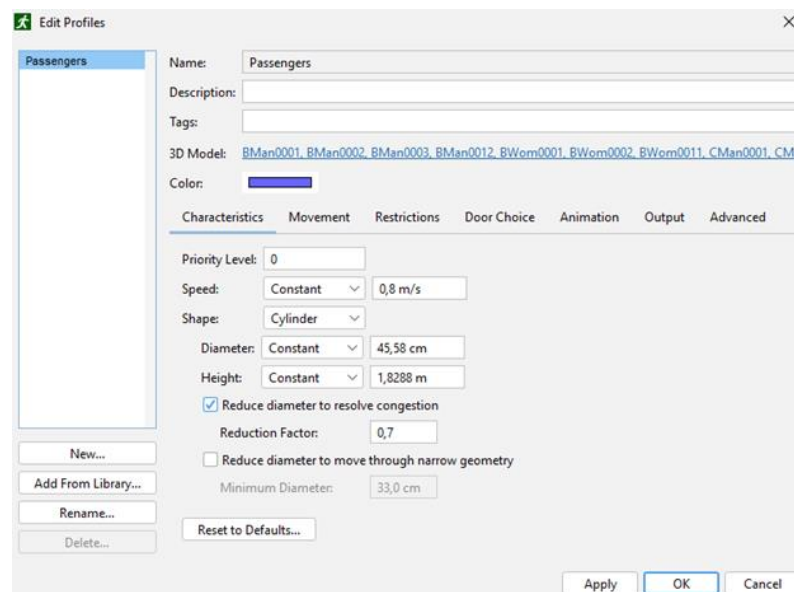 Edit Profiles
Passengers
Name: Passengers
Description:
Tags:
3D Model: BMan0001, BMan0002, BMan0003, BMan0012, BWom0001, BWom0002, BWom0011, CMan0001, CM
Color:
Characteristics Movement Restrictions Door Choice Animation Output Advanced
Priority Level: 0
Speed: Constant 0,8 m/s
Shape: Cylinder
Diameter: Constant 45,58 cm
Height: Constant 1,8288 m
Reduce diameter to resolve congestion
Reduction Factor: 0,7
Reduce diameter to move through narrow geometry
Minimum Diameter: 33,0 cm
Reset to Defaults...
New...
Add From Library...
Rename...
Delete...
Apply OK Cancel